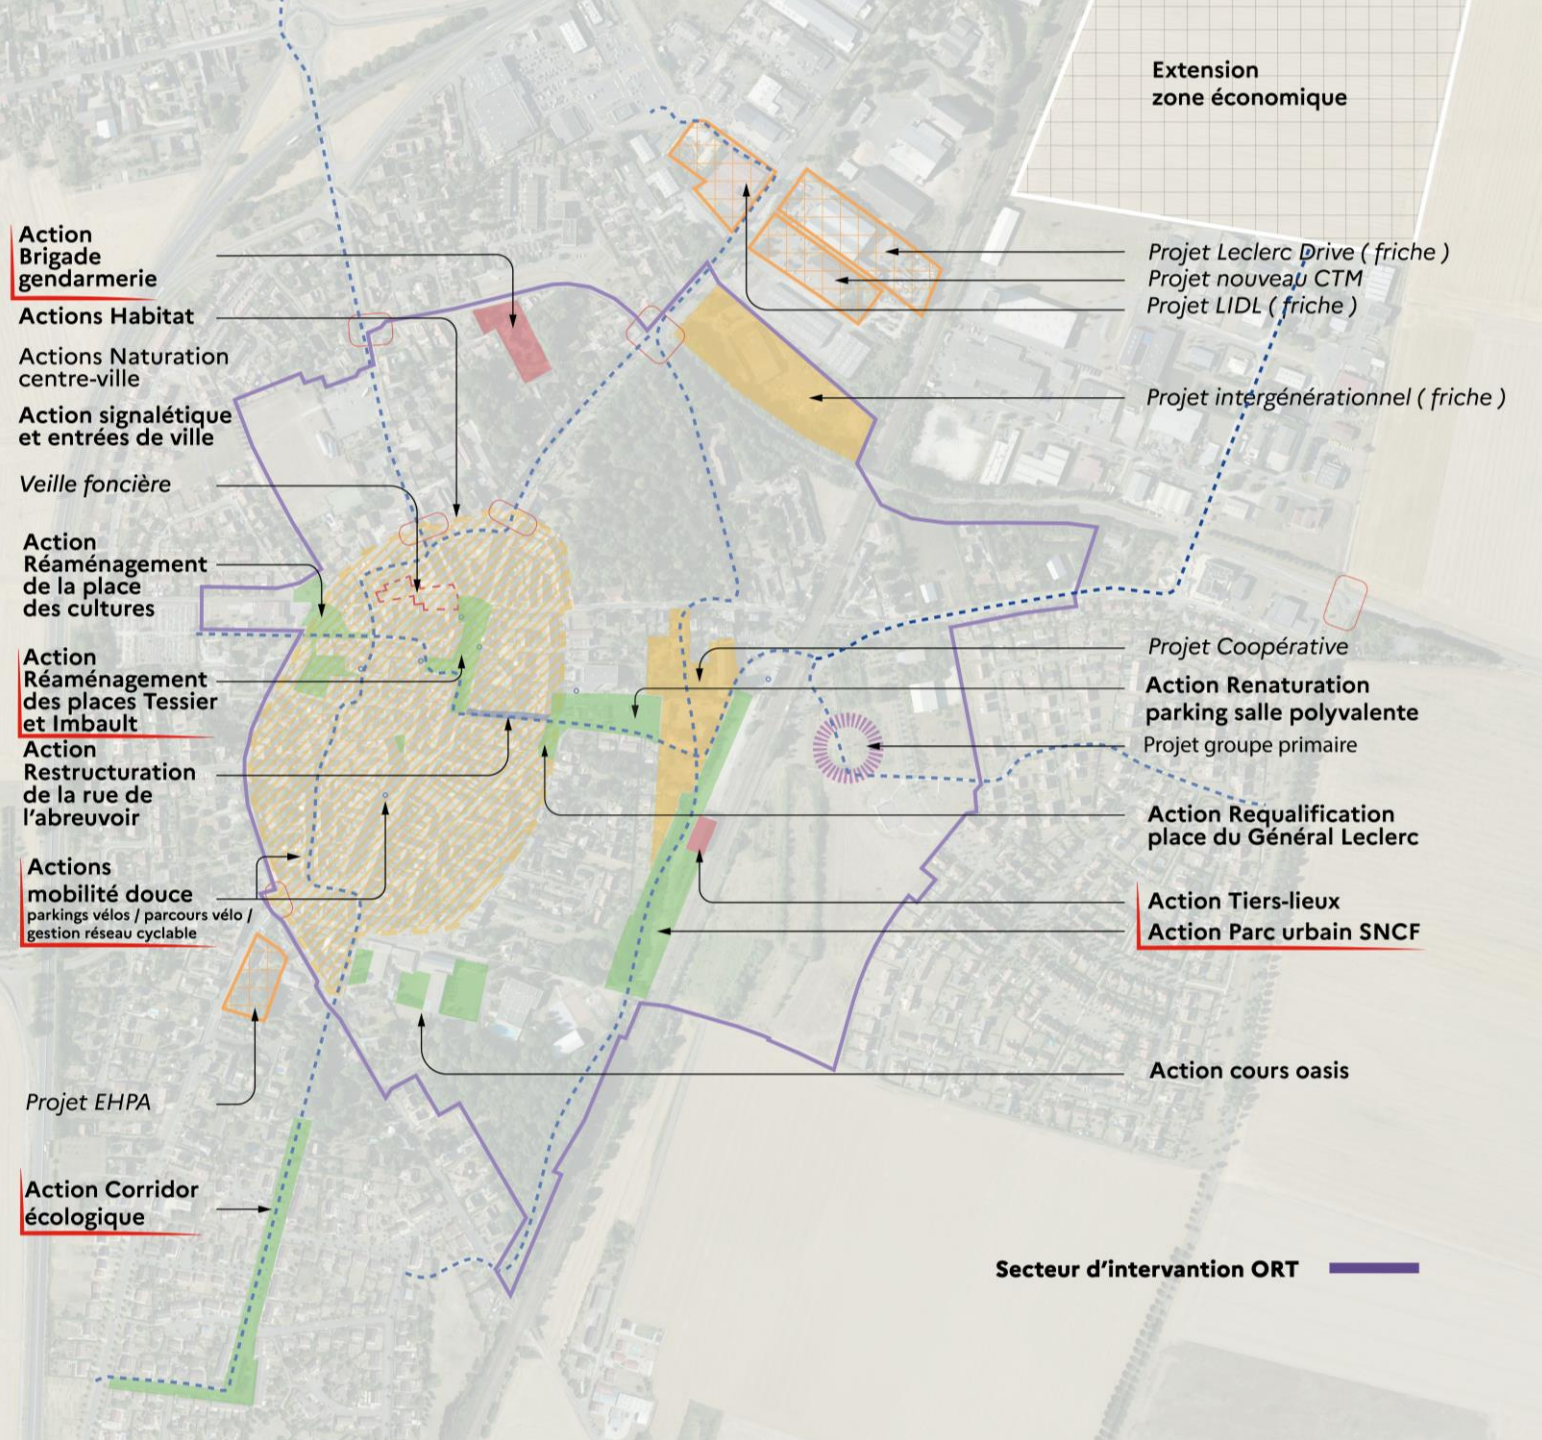 Extension
zone économique
Action
Brigade
gendarmerie
Actions Habitat
Actions Naturation
centre-ville
Action signalétique
et entrées de ville
Veille foncière
Action
Réaménagement
de la place
des cultures
Action
Réaménagement
des places Tessier
et Imbault
Action
Restructuration
de la rue de
l'abreuvoir
Actions
mobilité douce
parkings vélos / parcours vélo /
gestion réseau cyclable
Projet EHPA
Action Corridor
écologique
Projet Leclerc Drive ( friche )
Projet nouveau CTM
Projet LIDL ( friche )
Projet intergénérationnel ( friche )
Projet Coopérative
Action Renaturation
parking salle polyvalente
Projet groupe primaire
Action Requalification
place du Général Leclerc
Action Tiers-lieux
Action Parc urbain SNCF
Action cours oasis
Secteur d'intervantion ORT